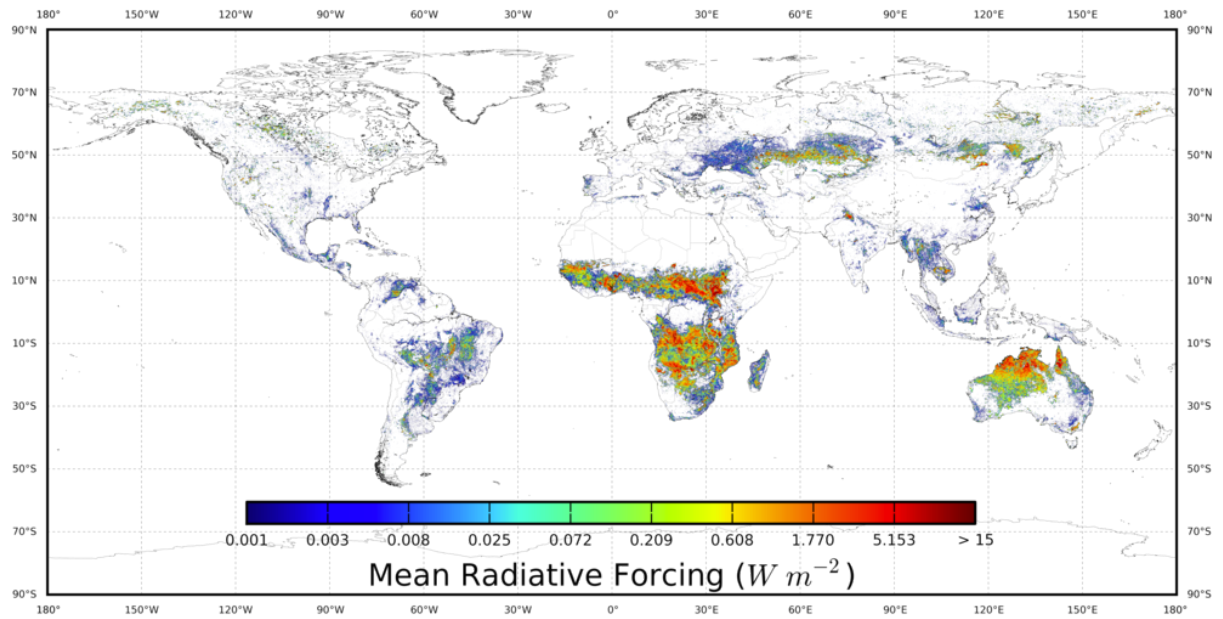 180° 150°W 120°W 90°W 60°W 30°W 0° 30°E 60°E 90°E 120°E 150°E 180°
90°N 90°N
70°N 70°N
50°N 50°N
30°N 30°N
10°N 10°N
10°S 10°S
30°S 30°S
50°S 50°S
70°S 70°S
0.001 0.003 0.008 0.025 0.072 0.209 0.608 1.770 5.153 > 15
Mean Radiative Forcing (W m⁻²)
90°S 90°S
180° 150°W 120°W 90°W 60°W 30°W 0° 30°E 60°E 90°E 120°E 150°E 180°